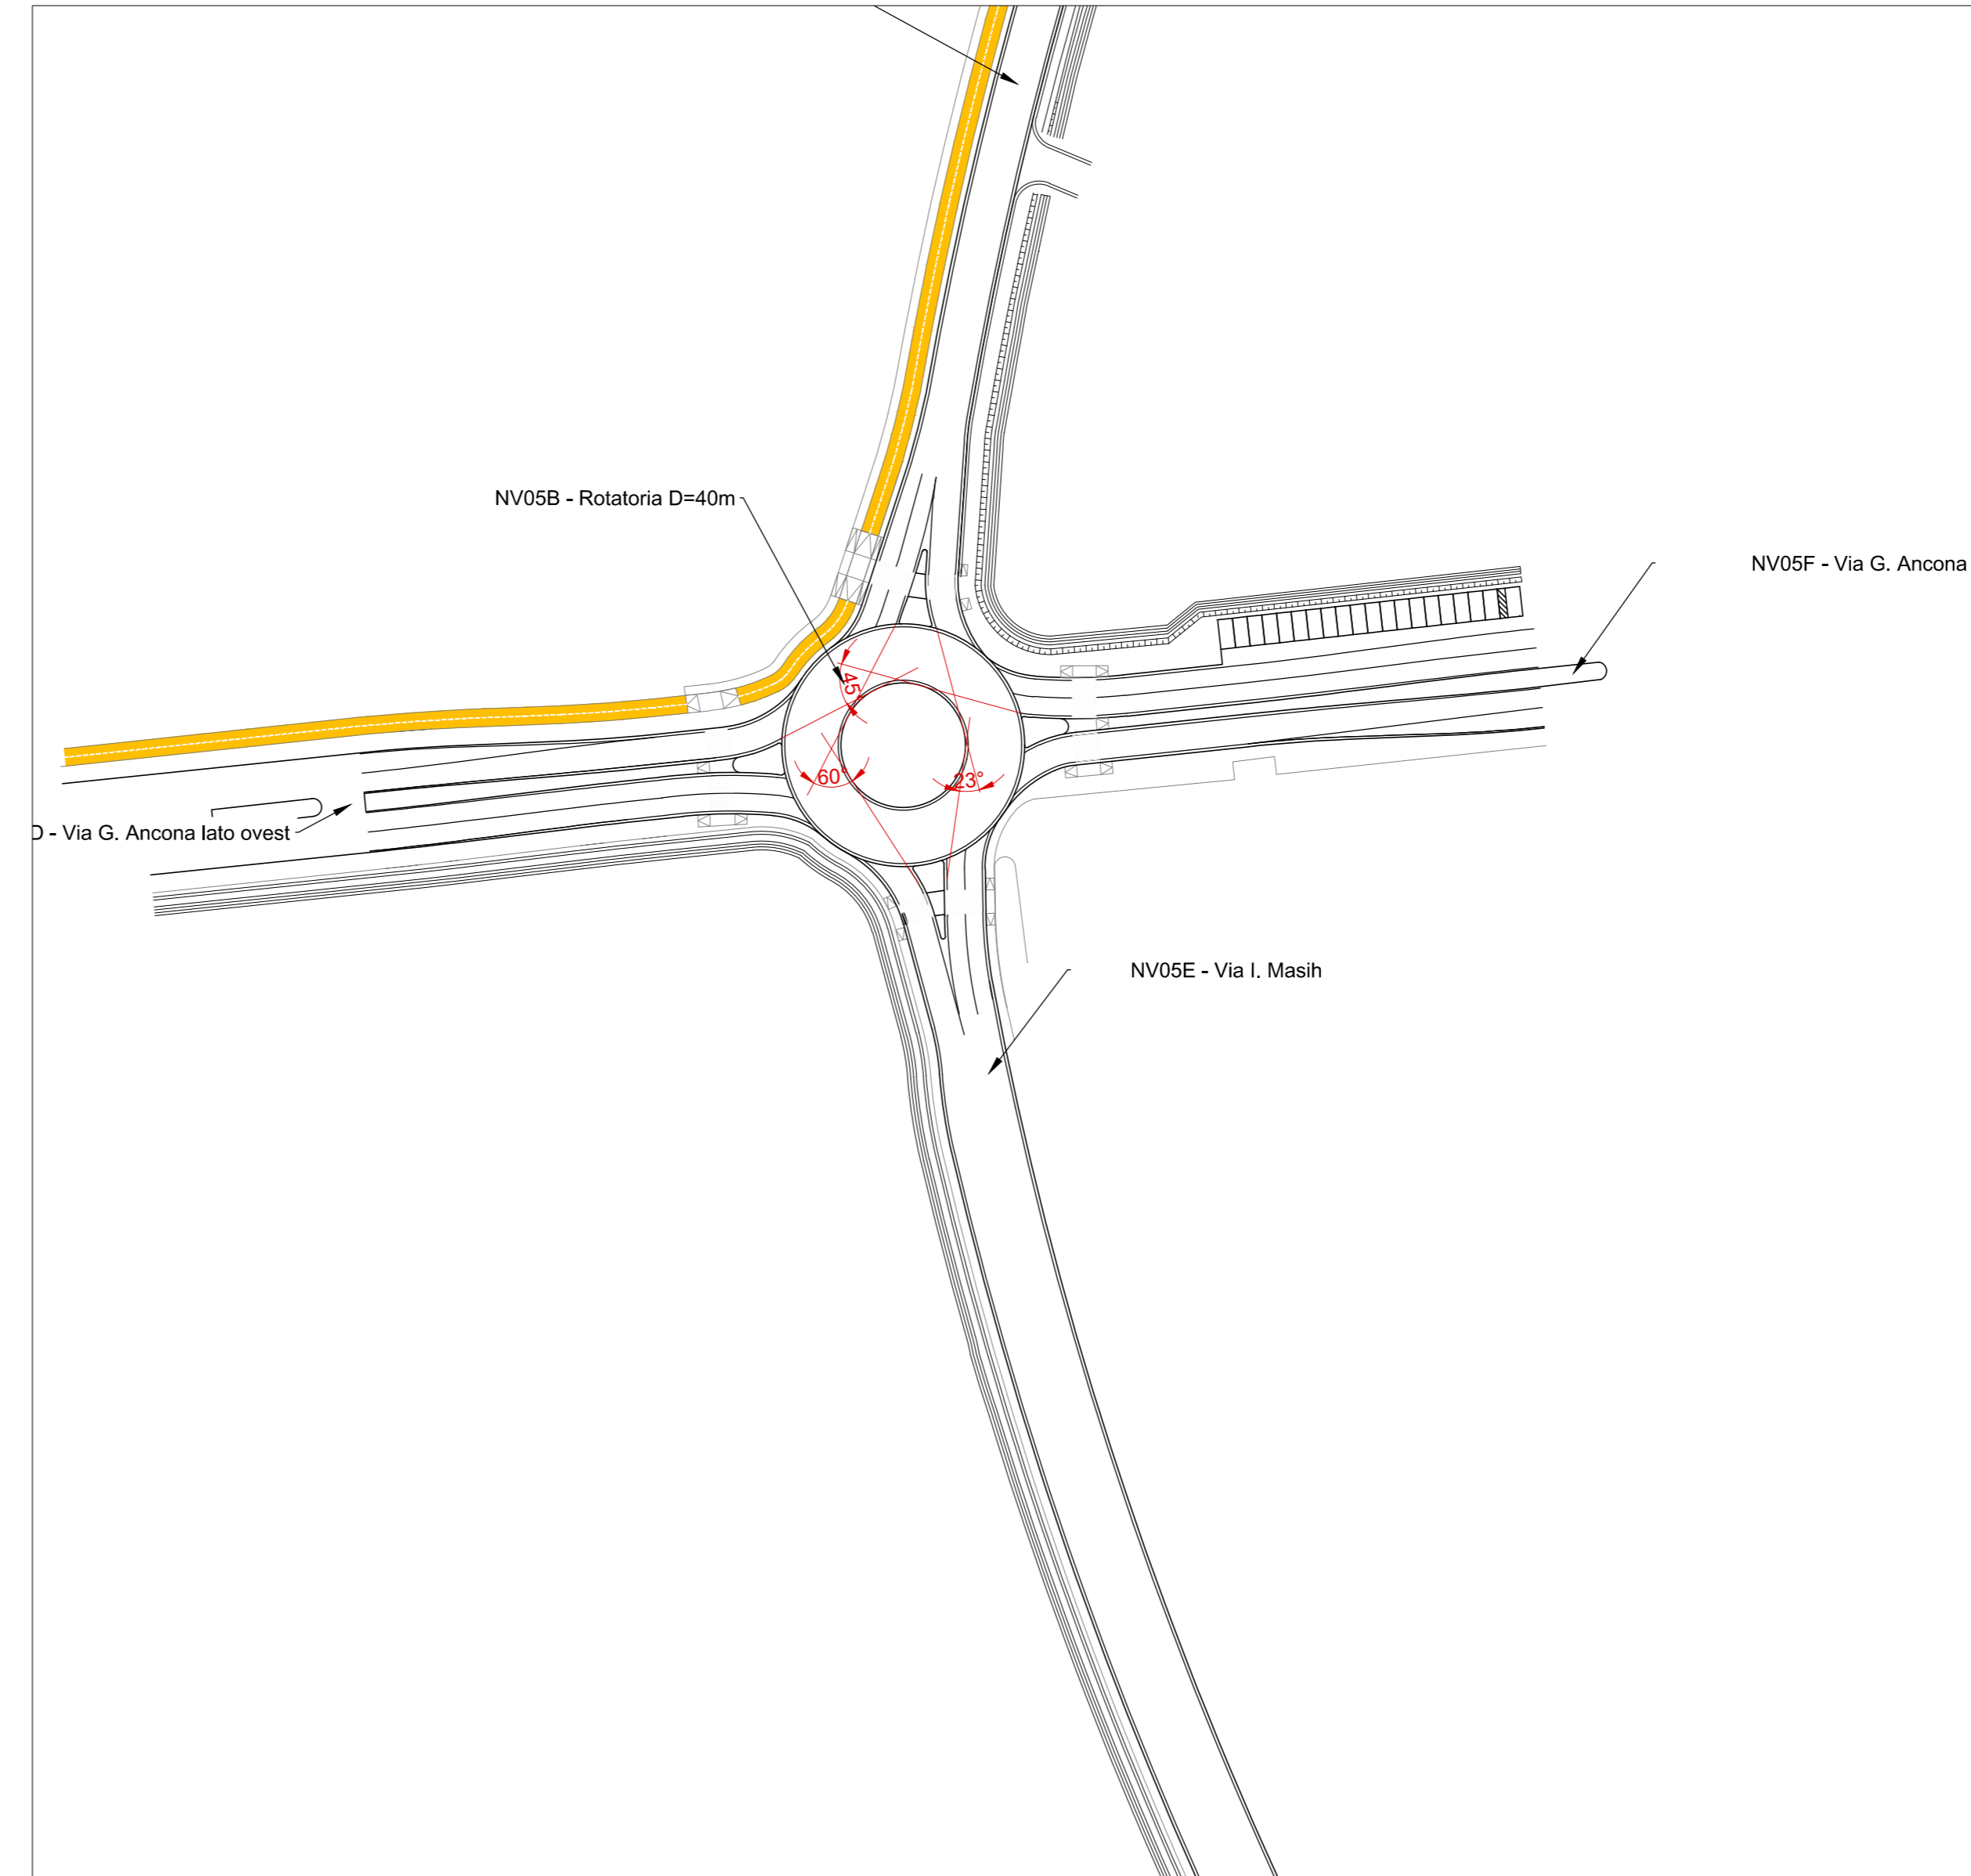 NV05B - Rotatoria D=40m
NV05F - Via G. Ancona
45°
60°
23°
- Via G. Ancona lato ovest
NV05E - Via I. Masih